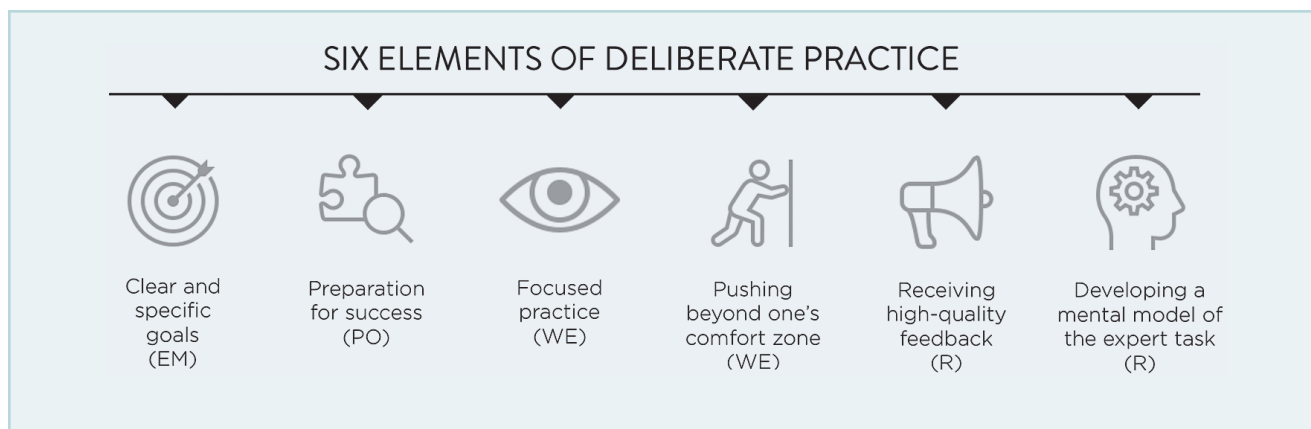 SIX ELEMENTS OF DELIBERATE PRACTICE
Clear and
specific
goals
(EM)
Preparation
for success
(PO)
Focused
practice
(WE)
Pushing
beyond one's
comfort zone
(WE)
Receiving
high-quality
feedback
(R)
Developing a
mental model of
the expert task
(R)